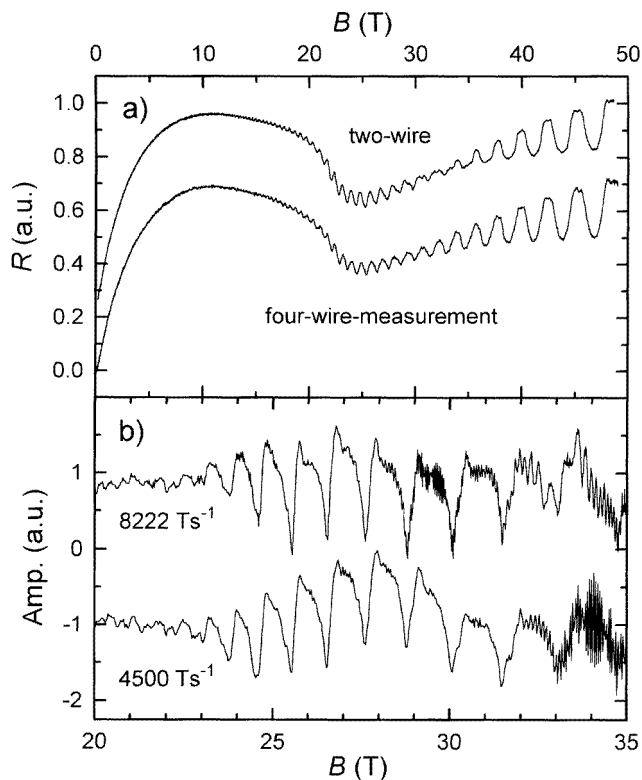 B (T)
0 10 20 30 40 50
a)
1.0
two-wire
0.8
0.6
R (a.u.)
0.4
four-wire-measurement
0.2
0.0
b)
1
8222 Ts⁻¹
0
Amp. (a.u.)
-1
4500 Ts⁻¹
-2
20 25 30 35
B (T)